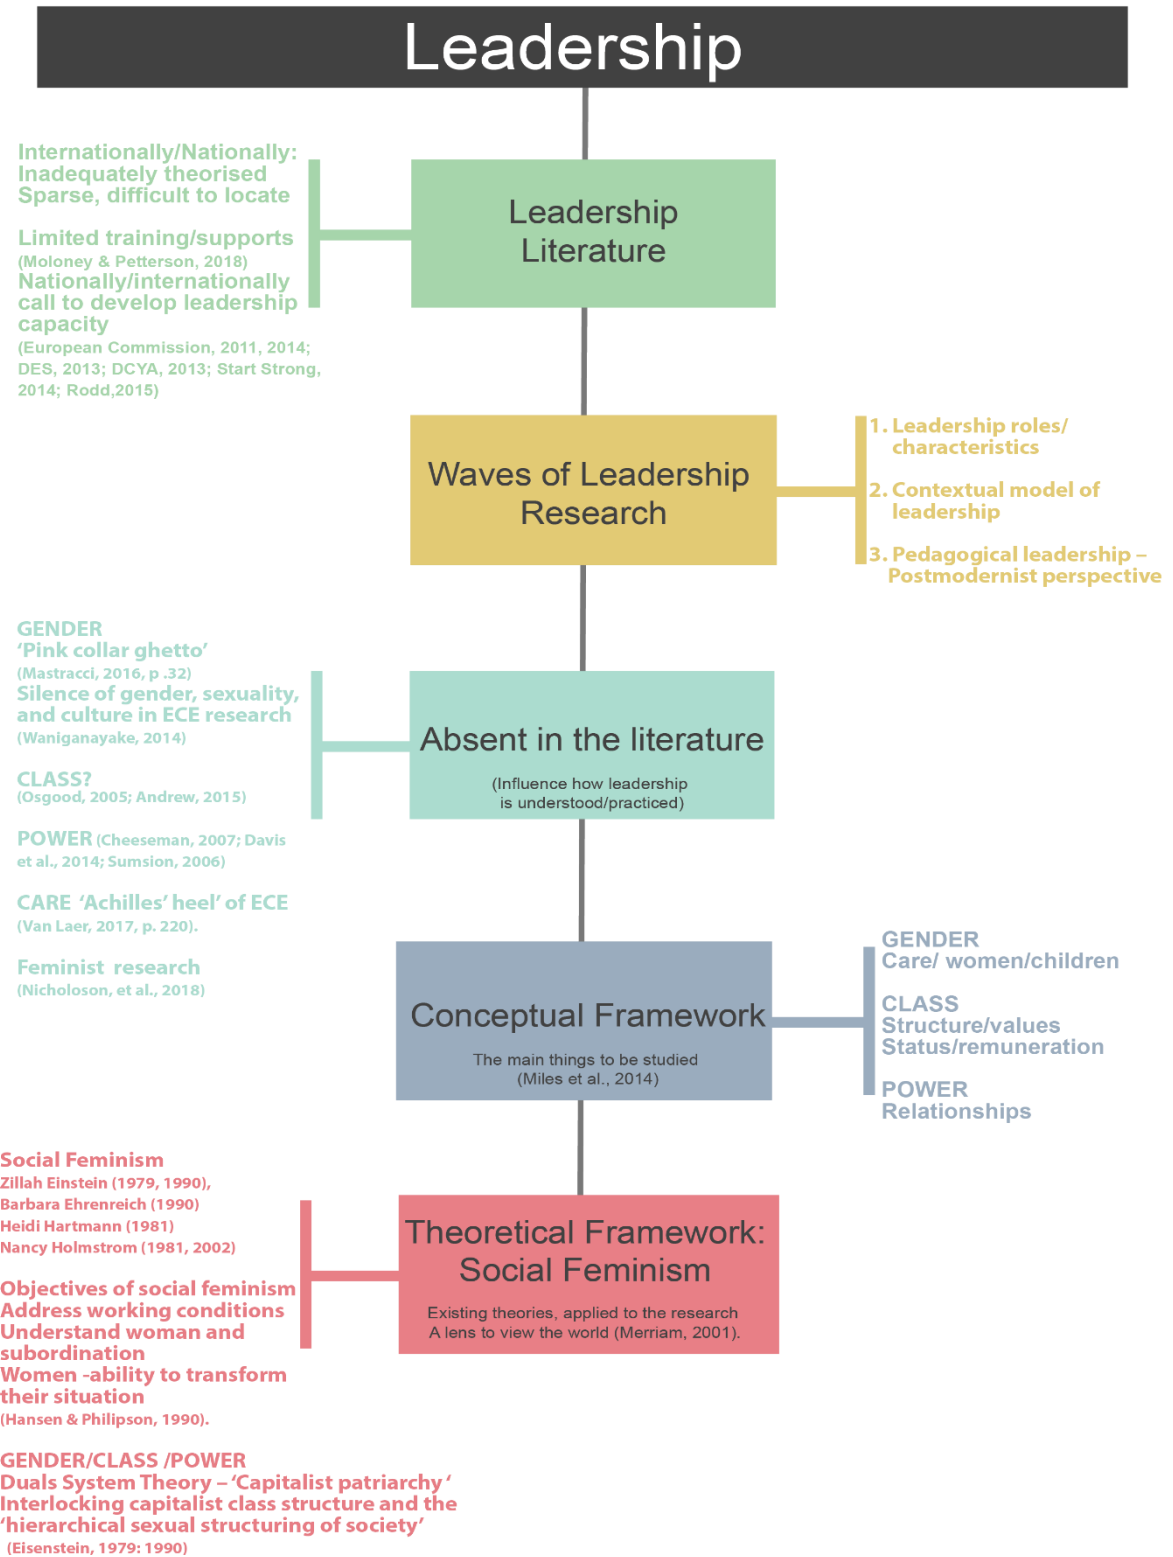 Leadership
Internationally/Nationally:
Inadequately theorised
Sparse, difficult to locate
Limited training/supports
(Moloney & Petterson, 2018)
Nationally/internationally
call to develop leadership
capacity
(European Commission, 2011, 2014;
DES, 2013; DCYA, 2013; Start Strong,
2014; Rodd,2015)
Leadership
Literature
Waves of Leadership
Research
1. Leadership roles/
characteristics
2. Contextual model of
leadership
3. Pedagogical leadership –
Postmodernist perspective
GENDER
‘Pink collar ghetto’
(Mastracci, 2016, p .32)
Silence of gender, sexuality,
and culture in ECE research
(Waniganayake, 2014)
CLASS?
(Osgood, 2005; Andrew, 2015)
POWER (Cheeseman, 2007; Davis
et al., 2014; Sumsion, 2006)
CARE ‘Achilles’ heel’ of ECE
(Van Laer, 2017, p. 220).
Feminist research
(Nicholoson, et al., 2018)
Absent in the literature
(Influence how leadership
is understood/practiced)
Conceptual Framework
The main things to be studied
(Miles et al., 2014)
GENDER
Care/ women/children
CLASS
Structure/values
Status/remuneration
POWER
Relationships
Social Feminism
Zillah Einstein (1979, 1990),
Barbara Ehrenreich (1990)
Heidi Hartmann (1981)
Nancy Holmstrom (1981, 2002)
Objectives of social feminism
Address working conditions
Understand woman and
subordination
Women -ability to transform
their situation
(Hansen & Philipson, 1990).
GENDER/CLASS /POWER
Duals System Theory – ‘Capitalist patriarchy ‘
Interlocking capitalist class structure and the
‘hierarchical sexual structuring of society’
(Eisenstein, 1979: 1990)
Theoretical Framework:
Social Feminism
Existing theories, applied to the research
A lens to view the world (Merriam, 2001).